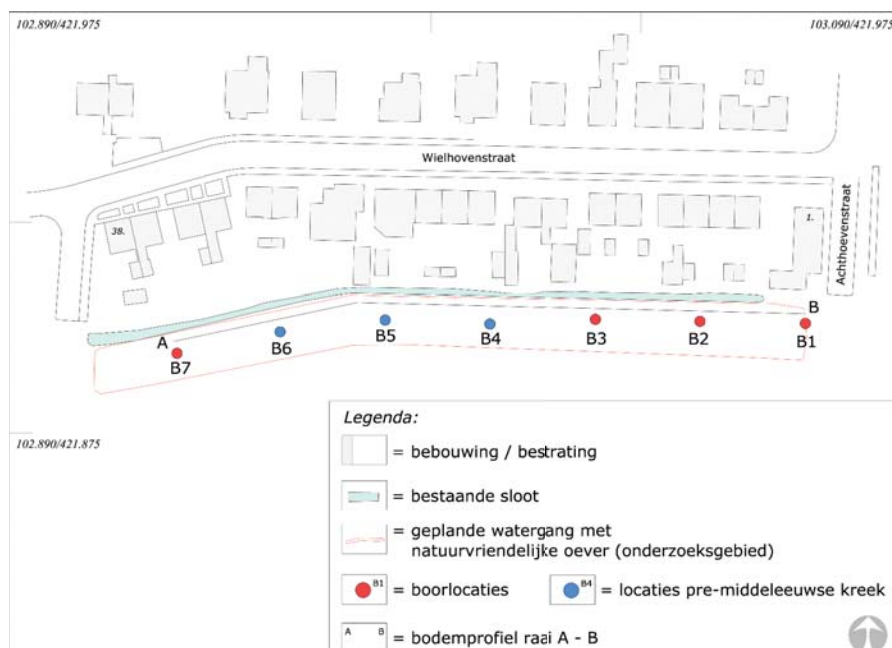 102.890/421.975
103.090/421.975
Wielhovenstraat
Achthoevenstraat
38.
1.
A
B
B7
B6
B5
B4
B3
B2
B1
102.890/421.875
Legenda:
= bebouwing / bestrating
= bestaande sloot
= geplande watergang met
natuurvriendelijke oever (onderzoeksgebied)
B1 = boorlocaties
B4 = locaties pre-middeleeuwse kreek
A B = bodemprofiel raai A - B